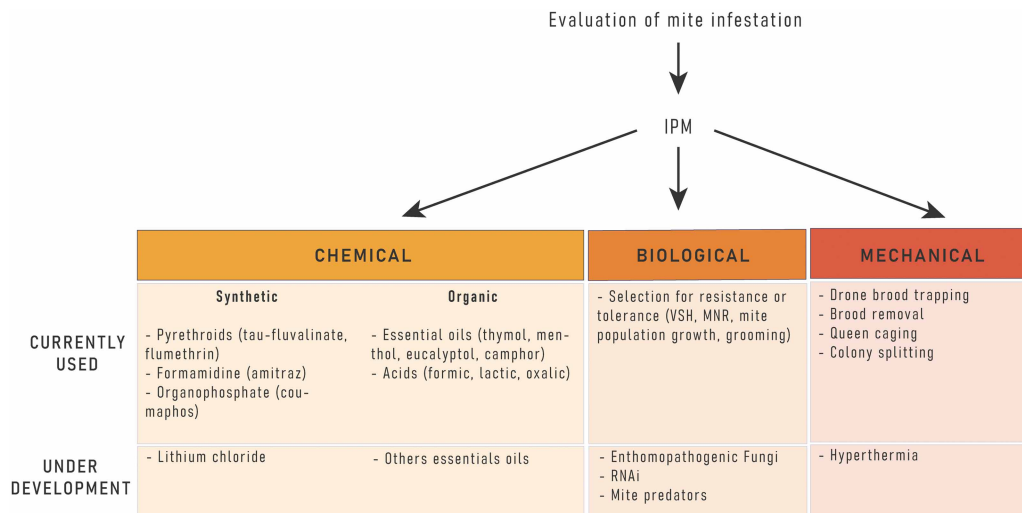 Evaluation of mite infestation
IPM
CHEMICAL
BIOLOGICAL
MECHANICAL
CURRENTLY
USED
Synthetic
- Pyrethroids (tau-fluvalinate,
flumethrin)
- Formamidine (amitraz)
- Organophosphate (cou-
maphos)
Organic
- Essential oils (thymol, men-
thol, eucalyptol, camphor)
- Acids (formic, lactic, oxalic)
- Selection for resistance or
tolerance (VSH, MNR, mite
population growth, grooming)
- Drone brood trapping
- Brood removal
- Queen caging
- Colony splitting
UNDER
DEVELOPMENT
- Lithium chloride
- Others essentials oils
- Enthomopathogenic Fungi
- RNAi
- Mite predators
- Hyperthermia